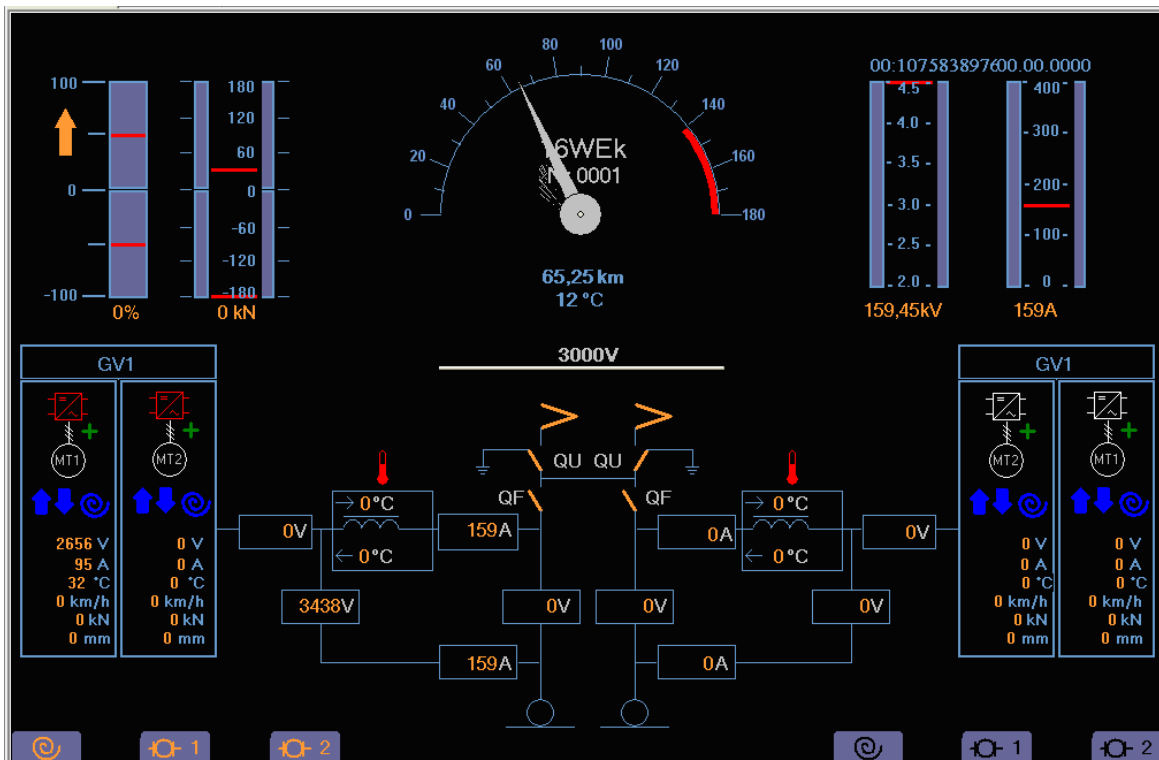 80 100
60 120
40 140
20 160
0 180
16WEk
Nr 0001
65,25 km
12 °C
100
0
-100
0%
180
120
60
0
-60
-120
-180
0 kN
00:107583897600.00.0000
4.5
4.0
3.5
3.0
2.5
2.0
159,45kV
400
300
200
100
0
159A
3000V
GV1
MT1 MT2
2656 V 0 V
95 A 0 A
32 °C 0 °C
0 km/h 0 km/h
0 kN 0 kN
0 mm 0 mm
QU QU
QF QF
0°C
0°C
0V
159A
3438V
0V
159A
0°C
0°C
0A
0V
0V
0V
0A
GV1
MT2 MT1
0 V 0 V
0 A 0 A
0 °C 0 °C
0 km/h 0 km/h
0 kN 0 kN
0 mm 0 mm
1 2
1 2